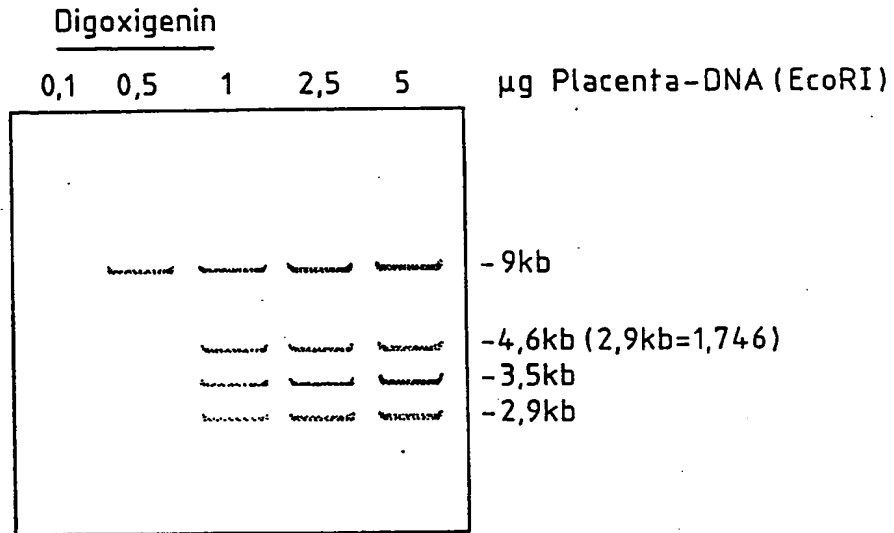 Digoxigenin
0,1 0,5 1 2,5 5 µg Placenta-DNA (EcoRI)
-9kb
-4,6kb (2,9kb=1,746)
-3,5kb
-2,9kb